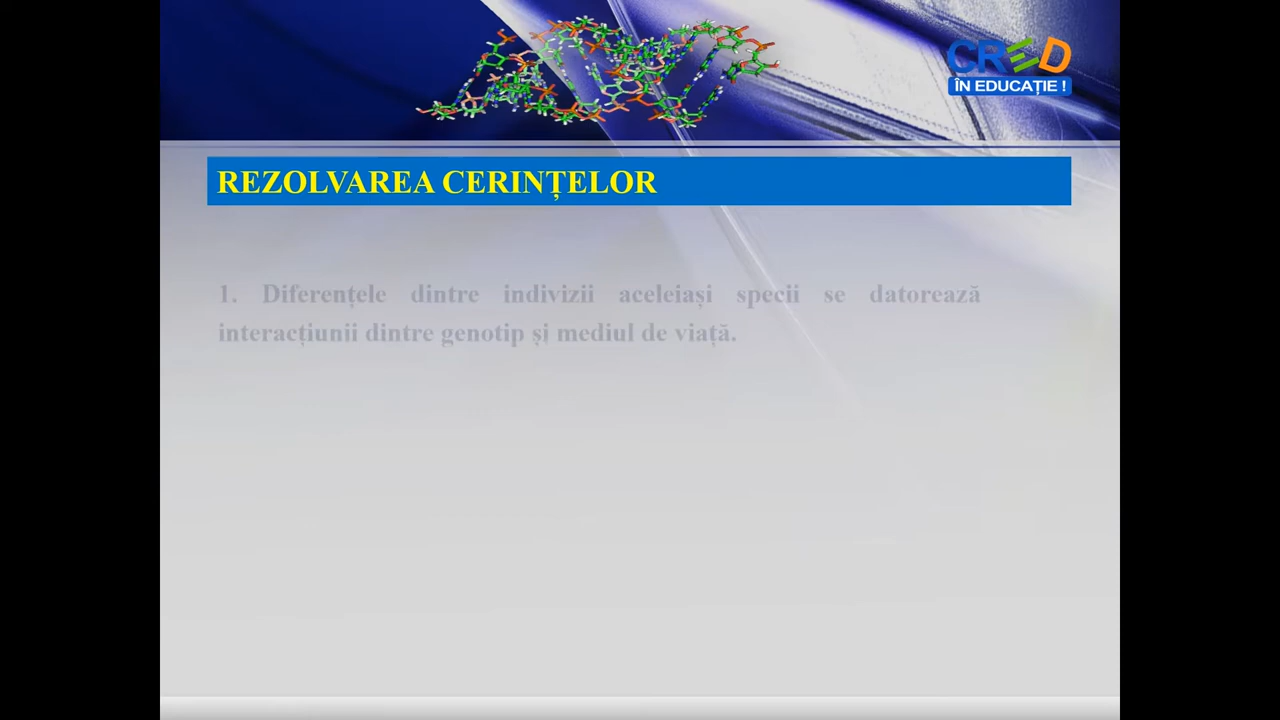 CRED
ÎN EDUCAȚIE !
REZOLVAREA CERINȚELOR
1. Diferențele dintre indivizii aceleiași specii se datorează
interacțiunii dintre genotip și mediul de viață.